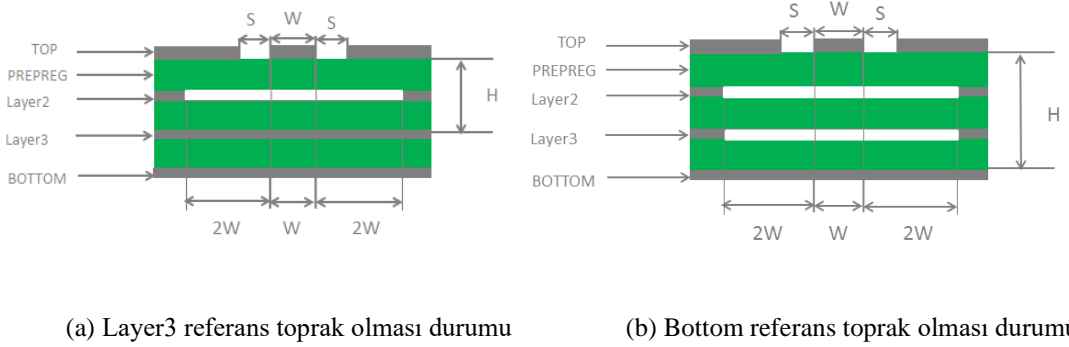 S W S
TOP
PREPREG
Layer2
Layer3
BOTTOM
H
2W W 2W
(a) Layer3 referans toprak olması durumu
S W S
TOP
PREPREG
Layer2
Layer3
BOTTOM
H
2W W 2W
(b) Bottom referans toprak olması durumu